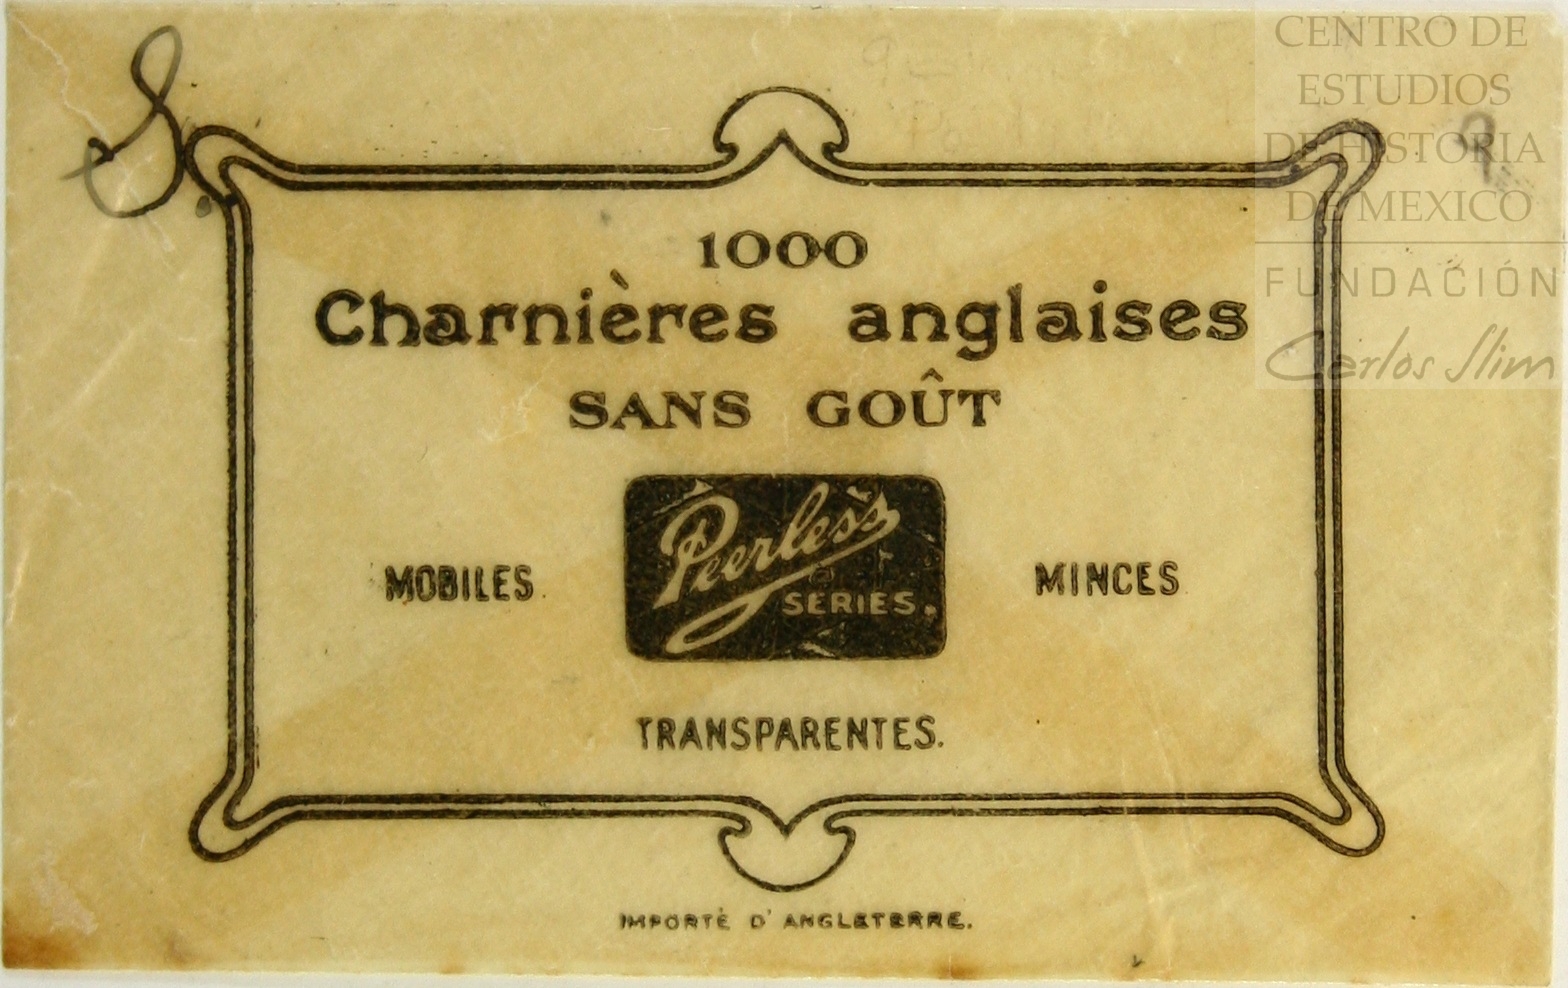 1000
Charnières anglaises
SANS GOÛT
MOBILES
Peerless
SERIES.
MINCES
TRANSPARENTES.
IMPORTÉ D'ANGLETERRE.
CENTRO DE
ESTUDIOS
DE HISTORIA
DE MEXICO
FUNDACIÓN
Carlos Slim